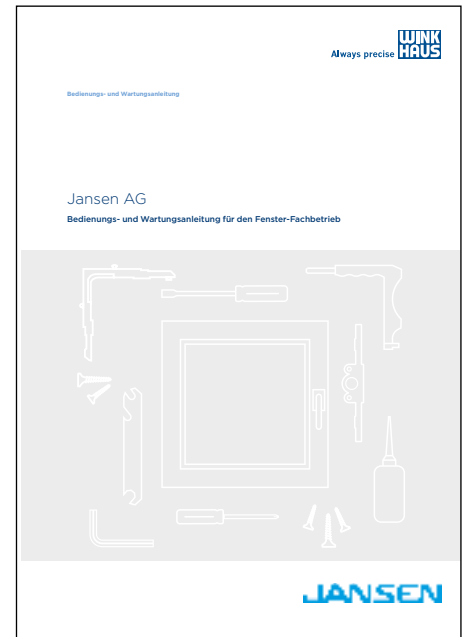 Always precise
WINK
HAUS
Bedienungs- und Wartungsanleitung
Jansen AG
Bedienungs- und Wartungsanleitung für den Fenster-Fachbetrieb
JANSEN